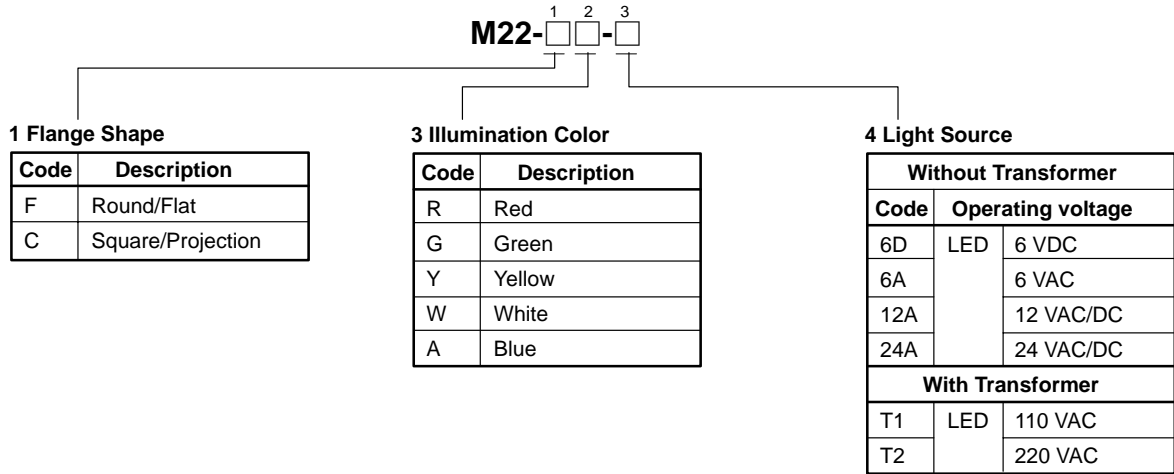 1 2 3
M22-□□-□
1 Flange Shape
Code Description
F Round/Flat
C Square/Projection
3 Illumination Color
Code Description
R Red
G Green
Y Yellow
W White
A Blue
4 Light Source
Without Transformer
Code Operating voltage
6D LED 6 VDC
6A 6 VAC
12A 12 VAC/DC
24A 24 VAC/DC
With Transformer
T1 LED 110 VAC
T2 220 VAC